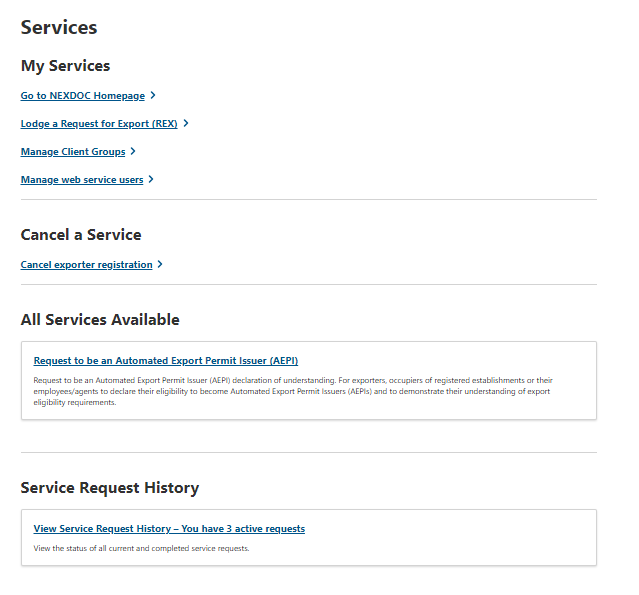 Services
My Services
Go to NEXDOC Homepage
Lodge a Request for Export (REX)
Manage Client Groups
Manage web service users
Cancel a Service
Cancel exporter registration
All Services Available
Request to be an Automated Export Permit Issuer (AEPI)
Request to be an Automated Export Permit Issuer (AEPI) declaration of understanding. For exporters, occupiers of registered establishments or their
employees/agents to declare their eligibility to become Automated Export Permit Issuers (AEPIs) and to demonstrate their understanding of export
eligibility requirements.
Service Request History
View Service Request History – You have 3 active requests
View the status of all current and completed service requests.